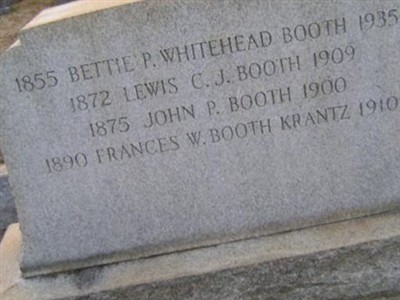 1855 BETTIE P. WHITEHEAD BOOTH 1935
1872 LEWIS C. J. BOOTH 1909
1875 JOHN P. BOOTH 1900
1890 FRANCES W. BOOTH KRANTZ 1910